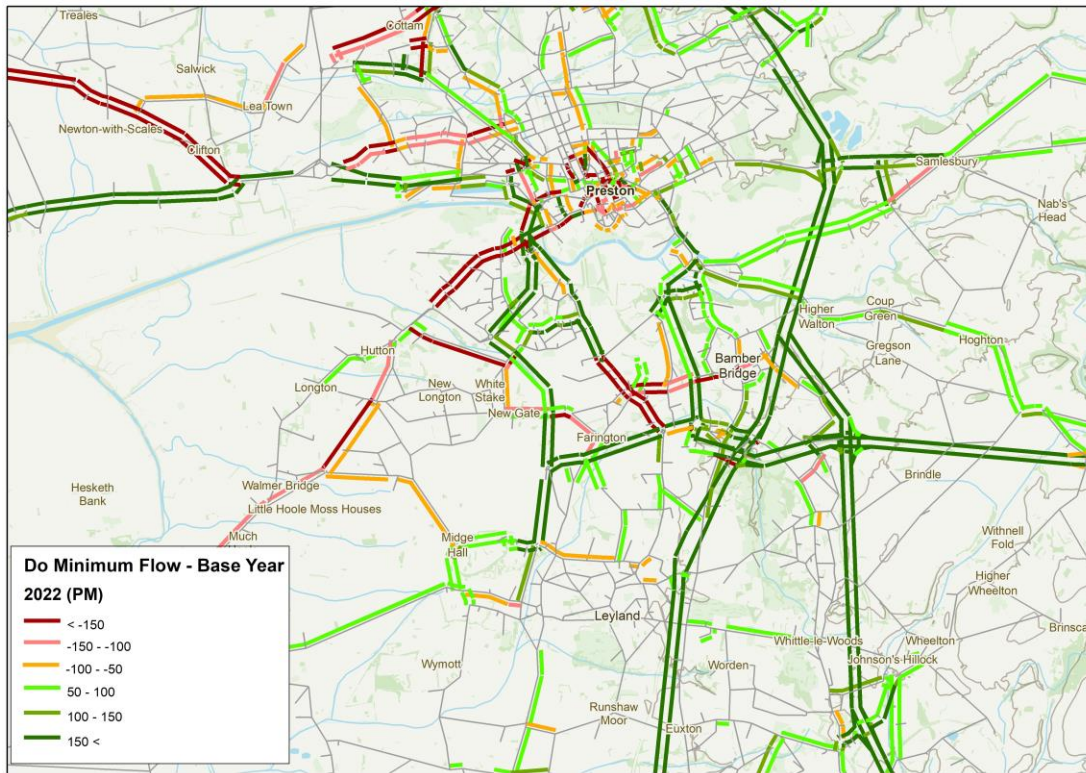 Treales
Cottam
Salwick
Lea Town
Newton-with-Scales
Clifton
Samlesbury
Preston
Nab's
Head
Higher
Walton
Coup
Green
Hoghton
Gregson
Lane
Hutton
Bamber
Bridge
Longton
New
Longton
White
Stake
New Gate
Farington
Brindle
Walmer Bridge
Hesketh
Bank
Little Hoole Moss Houses
Much
Midge
Hall
Withnell
Fold
Higher
Wheelton
Leyland
Whittle-le-Woods
Wheelton
Brinsca
Johnson's Hillock
Wymott
Worden
Runshaw
Moor
Euxton
Do Minimum Flow - Base Year
2022 (PM)
< -150
-150 - -100
-100 - -50
50 - 100
100 - 150
150 <